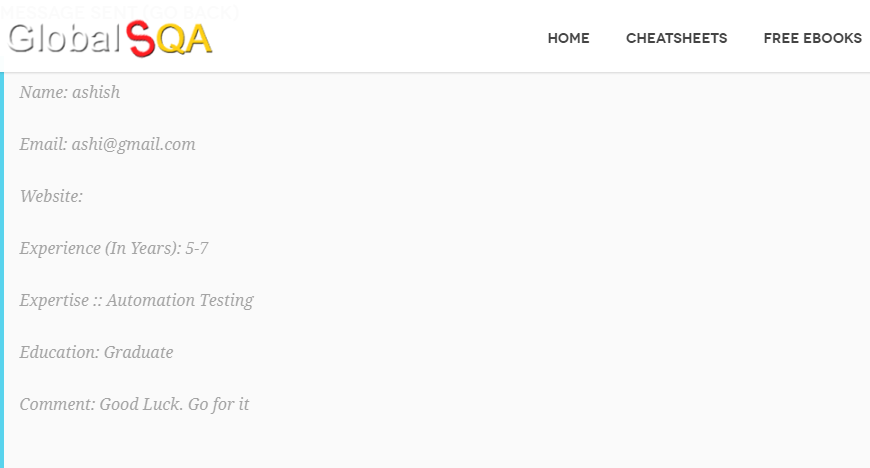 MESSAGE SENT (GO BACK)
GlobalSQA
HOME CHEATSHEETS FREE EBOOKS
Name: ashish
Email: ashi@gmail.com
Website:
Experience (In Years): 5-7
Expertise :: Automation Testing
Education: Graduate
Comment: Good Luck. Go for it